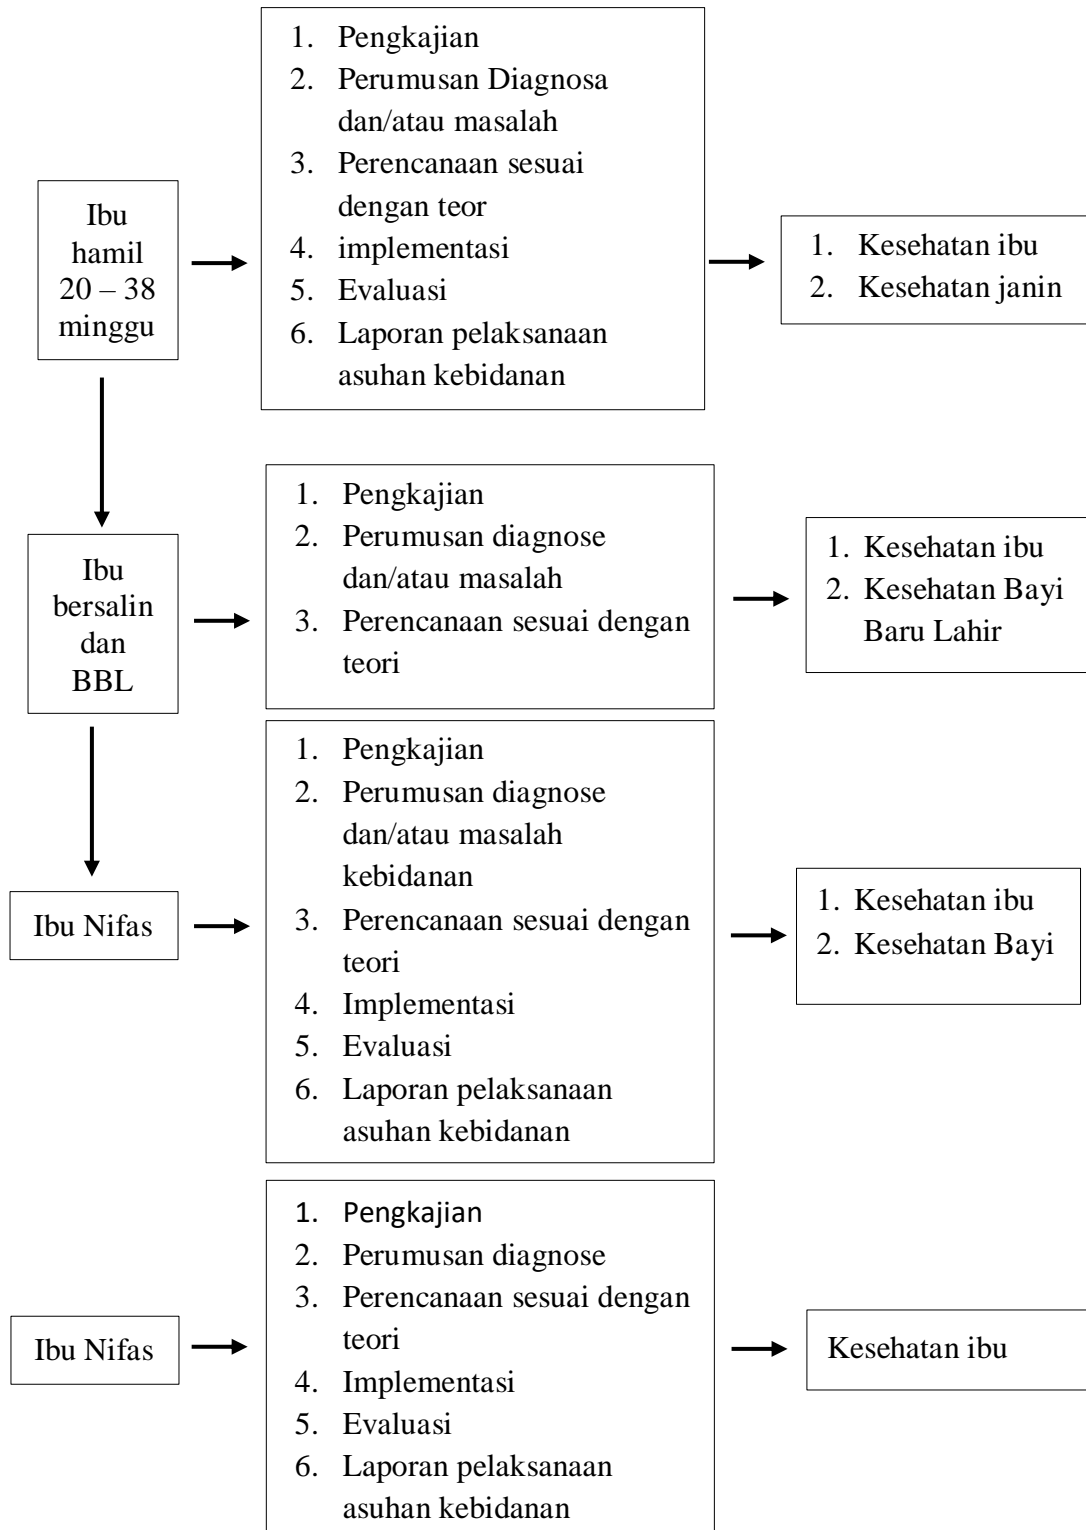 Ibu
hamil
20 – 38
minggu
1. Pengkajian
2. Perumusan Diagnosa
dan/atau masalah
3. Perencanaan sesuai
dengan teor
4. implementasi
5. Evaluasi
6. Laporan pelaksanaan
asuhan kebidanan
1. Kesehatan ibu
2. Kesehatan janin
Ibu
bersalin
dan
BBL
1. Pengkajian
2. Perumusan diagnose
dan/atau masalah
3. Perencanaan sesuai dengan
teori
1. Kesehatan ibu
2. Kesehatan Bayi
Baru Lahir
Ibu Nifas
1. Pengkajian
2. Perumusan diagnose
dan/atau masalah
kebidanan
3. Perencanaan sesuai dengan
teori
4. Implementasi
5. Evaluasi
6. Laporan pelaksanaan
asuhan kebidanan
1. Kesehatan ibu
2. Kesehatan Bayi
Ibu Nifas
1. Pengkajian
2. Perumusan diagnose
3. Perencanaan sesuai dengan
teori
4. Implementasi
5. Evaluasi
6. Laporan pelaksanaan
asuhan kebidanan
Kesehatan ibu